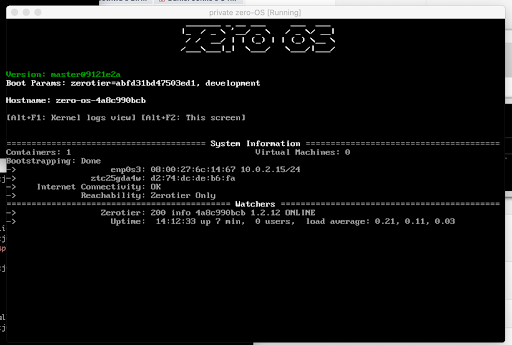 private zero-OS [Running]
zero os
Version: master@9121e2a
Boot Params: zerotier=abfd31bd47503ed1, development
Hostname: zero-os-4a8c990bcb
[Alt+F1: Kernel logs view] [Alt+F2: This screen]
System Information
Containers: 1 Virtual Machines: 0
Bootstrapping: Done
-> enp0s3: 08:00:27:6c:14:67 10.0.2.15/24
-> ztc25gda4w: d2:74:dc:de:b6:fa
-> Internet Connectivity: OK
-> Reachability: Zerotier Only
Watchers
-> Zerotier: 200 info 4a8c990bcb 1.2.12 ONLINE
-> Uptime: 14:12:33 up 7 min, 0 users, load average: 0.21, 0.11, 0.03